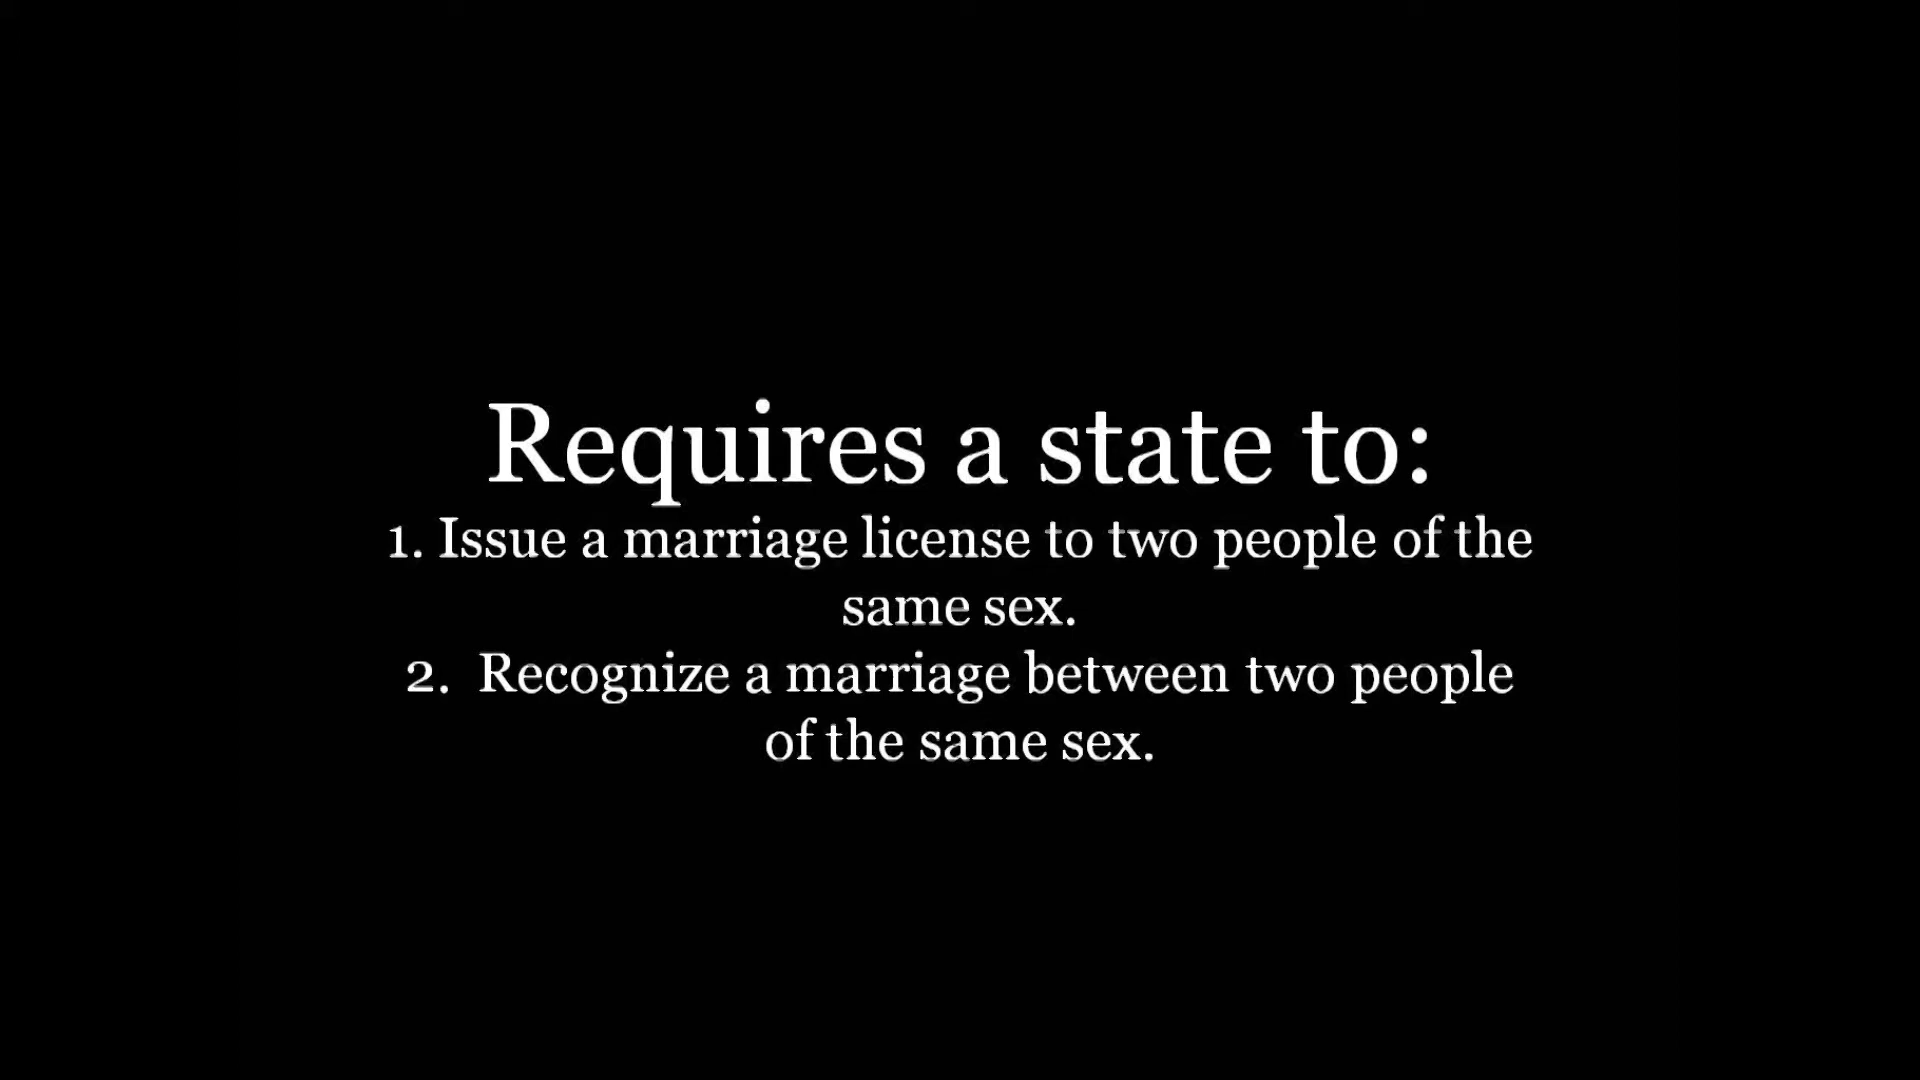 Requires a state to:
1. Issue a marriage license to two people of the
same sex.
2.  Recognize a marriage between two people
of the same sex.